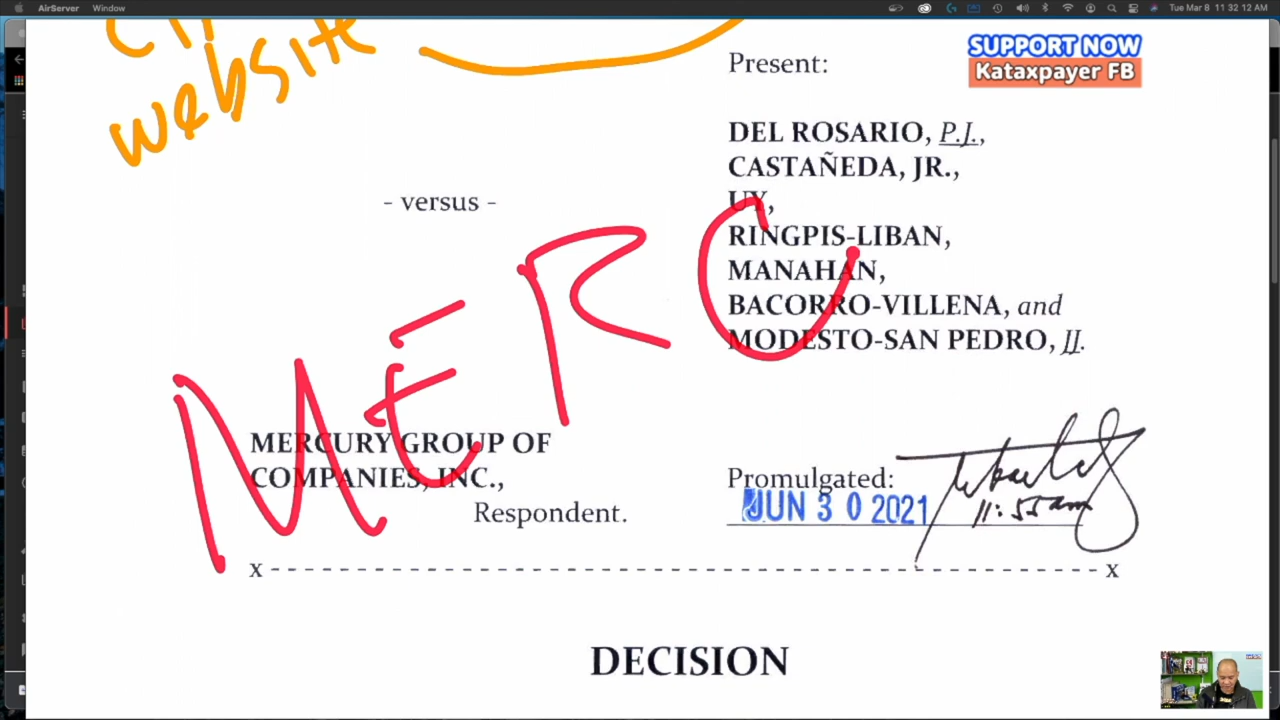 AirServer Window Tue Mar 8 11 32 12 AM
website
SUPPORT NOW
Kataxpayer FB
Present:
DEL ROSARIO, P.J.,
CASTAÑEDA, JR.,
UY,
- versus -
RINGPIS-LIBAN,
MANAHAN,
BACORRO-VILLENA, and
MODESTO-SAN PEDRO, JJ.
MERC
MERCURY GROUP OF
COMPANIES, INC.,
Respondent.
Promulgated:
JUN 30 2021
11:55am
x-----------------------------------------------------------x
DECISION